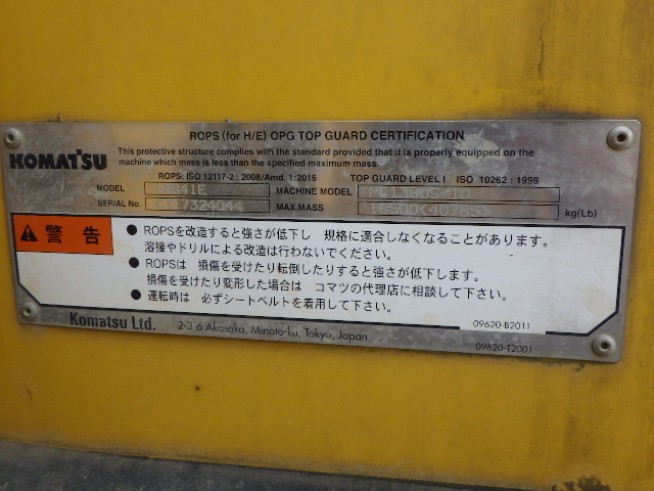 ROPS (for H/E) OPG TOP GUARD CERTIFICATION
KOMATSU
This protective structure complies with the standard provided that it is properly equipped on the
machine which mass is less than the specified maximum mass.
ROPS: ISO 12117-2 : 2008/Amd. 1:2016 TOP GUARD LEVEL I ISO 10262 : 1998
MODEL MACHINE MODEL
SERIAL No. MAX.MASS kg(Lb)
警告
● ROPSを改造すると強さが低下し 規格に適合しなくなることがあります。
溶接やドリルによる改造は行わないでください。
● ROPSは 損傷を受けたり転倒したりすると強さが低下します。
損傷を受けたり変形した場合は コマツの代理店に相談して下さい。
● 運転時は 必ずシートベルトを着用して下さい。
09620-B2011
Komatsu Ltd. 2-3 6 Akasaka, Minato-ku, Tokyo, Japan
09620-T2001